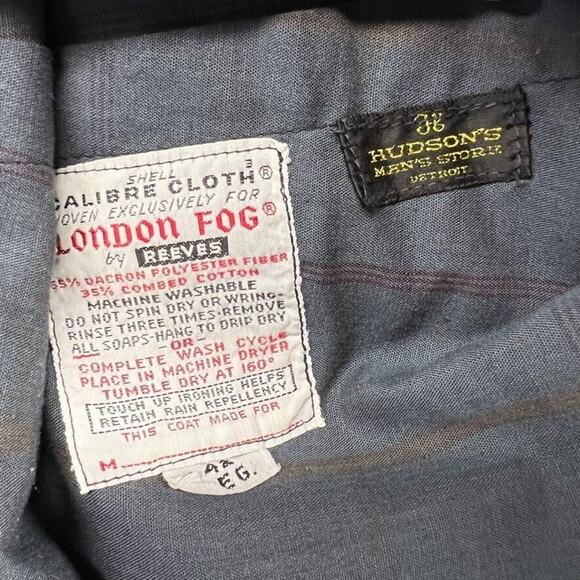 SHELL
CALIBRE CLOTH³®
WOVEN EXCLUSIVELY FOR
LONDON FOG®
by REEVES
65% DACRON POLYESTER FIBER
35% COMBED COTTON
MACHINE WASHABLE
DO NOT SPIN DRY OR WRING-
RINSE THREE TIMES-REMOVE
ALL SOAPS-HANG TO DRIP DRY
-OR-
COMPLETE WASH CYCLE
PLACE IN MACHINE DRYER
TUMBLE DRY AT 160°
TOUCH UP IRONING HELPS
RETAIN RAIN REPELLENCY
THIS COAT MADE FOR
M
42
EG.
H
HUDSON'S
MEN'S STORE
DETROIT